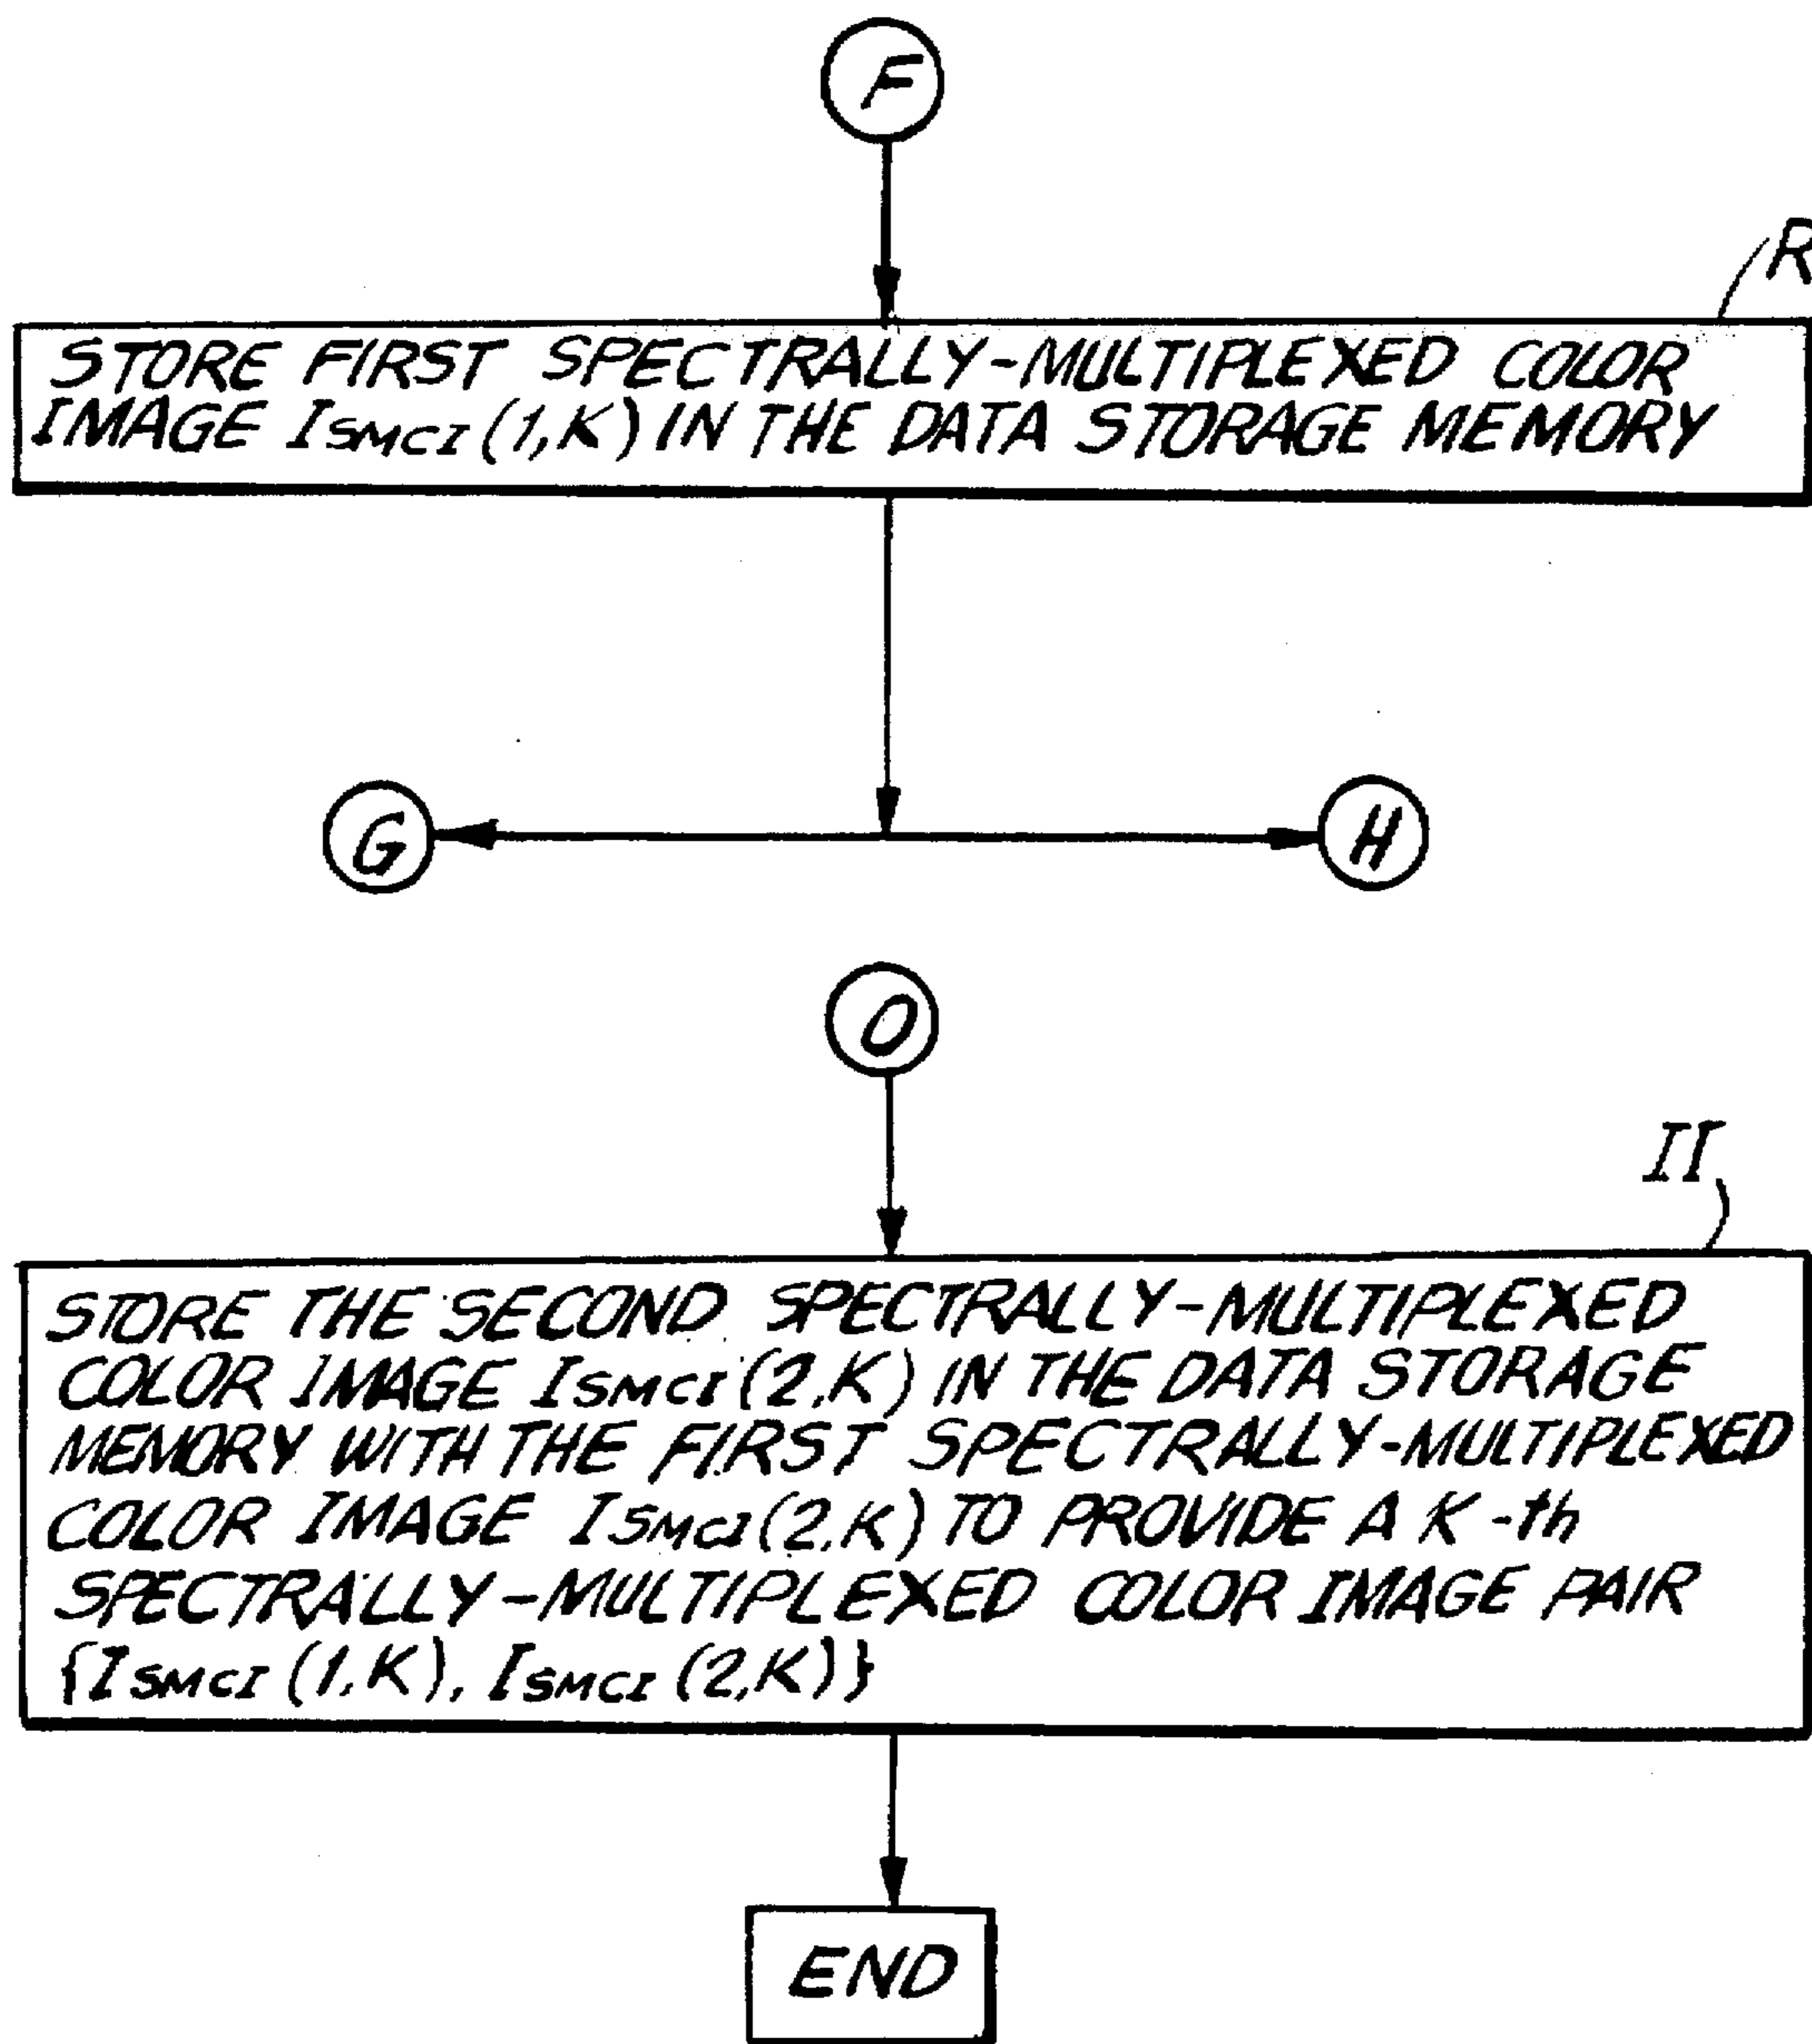 F
R
STORE FIRST SPECTRALLY-MULTIPLEXED COLOR
IMAGE ISMCI (1,K) IN THE DATA STORAGE MEMORY
G
H
O
II
STORE THE SECOND SPECTRALLY-MULTIPLEXED
COLOR IMAGE ISMCI (2,K) IN THE DATA STORAGE
MEMORY WITH THE FIRST SPECTRALLY-MULTIPLEXED
COLOR IMAGE ISMCI (2,K) TO PROVIDE A K-th
SPECTRALLY-MULTIPLEXED COLOR IMAGE PAIR
{ISMCI (1,K), ISMCI (2,K)}
END